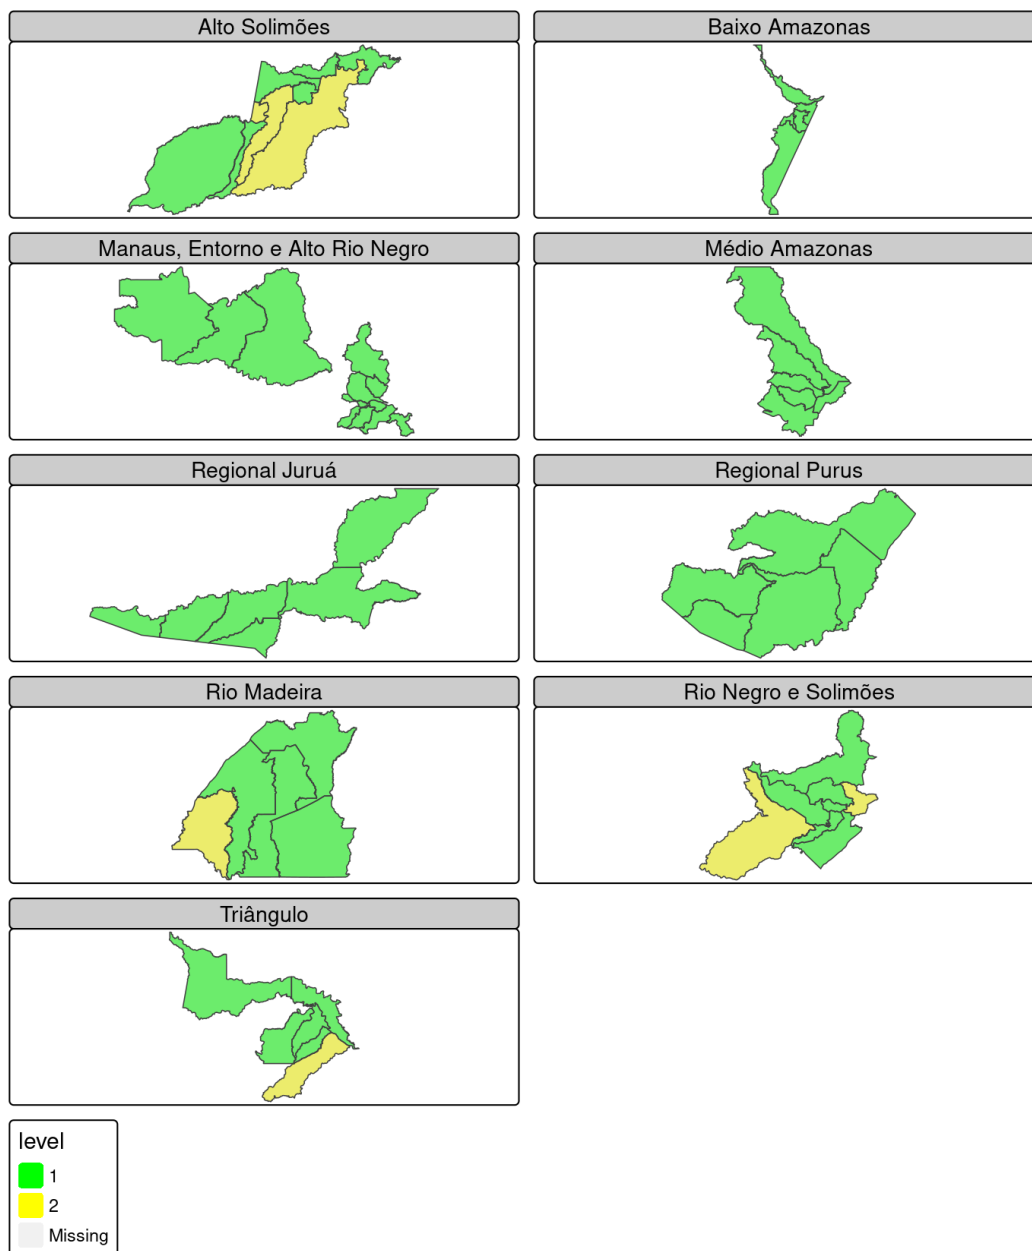 Alto Solimões
Baixo Amazonas
Manaus, Entorno e Alto Rio Negro
Médio Amazonas
Regional Juruá
Regional Purus
Rio Madeira
Rio Negro e Solimões
Triângulo
level
1
2
Missing